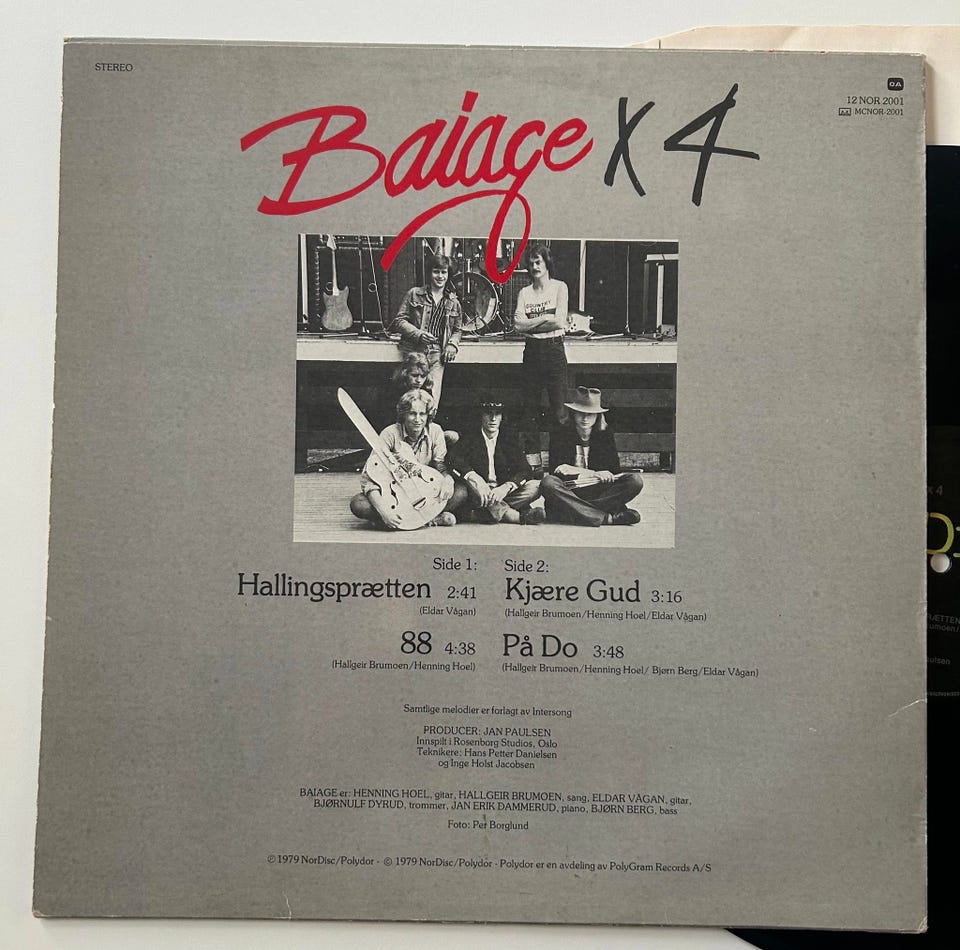 STEREO
GA
12 NOR 2001
MCNOR-2001
Baiage X 4
COUNTRY
CLUB
Side 1:
Hallingsprætten 2:41
(Eldar Vågan)
88 4:38
(Hallgeir Brumoen/Henning Hoel)
Side 2:
Kjære Gud 3:16
(Hallgeir Brumoen/Henning Hoel/Eldar Vågan)
På Do 3:48
(Hallgeir Brumoen/Henning Hoel/ Bjørn Berg/Eldar Vågan)
Samtlige melodier er forlagt av Intersong
PRODUCER: JAN PAULSEN
Innspilt i Rosenborg Studios, Oslo
Teknikere: Hans Petter Danielsen
og Inge Holst Jacobsen
BAIAGE er: HENNING HOEL, gitar, HALLGEIR BRUMOEN, sang, ELDAR VÅGAN, gitar,
BJØRNULF DYRUD, trommer, JAN ERIK DAMMERUD, piano, BJØRN BERG, bass
Foto: Per Borglund
℗ 1979 NorDisc/Polydor - © 1979 NorDisc/Polydor - Polydor er en avdeling av PolyGram Records A/S
X 4